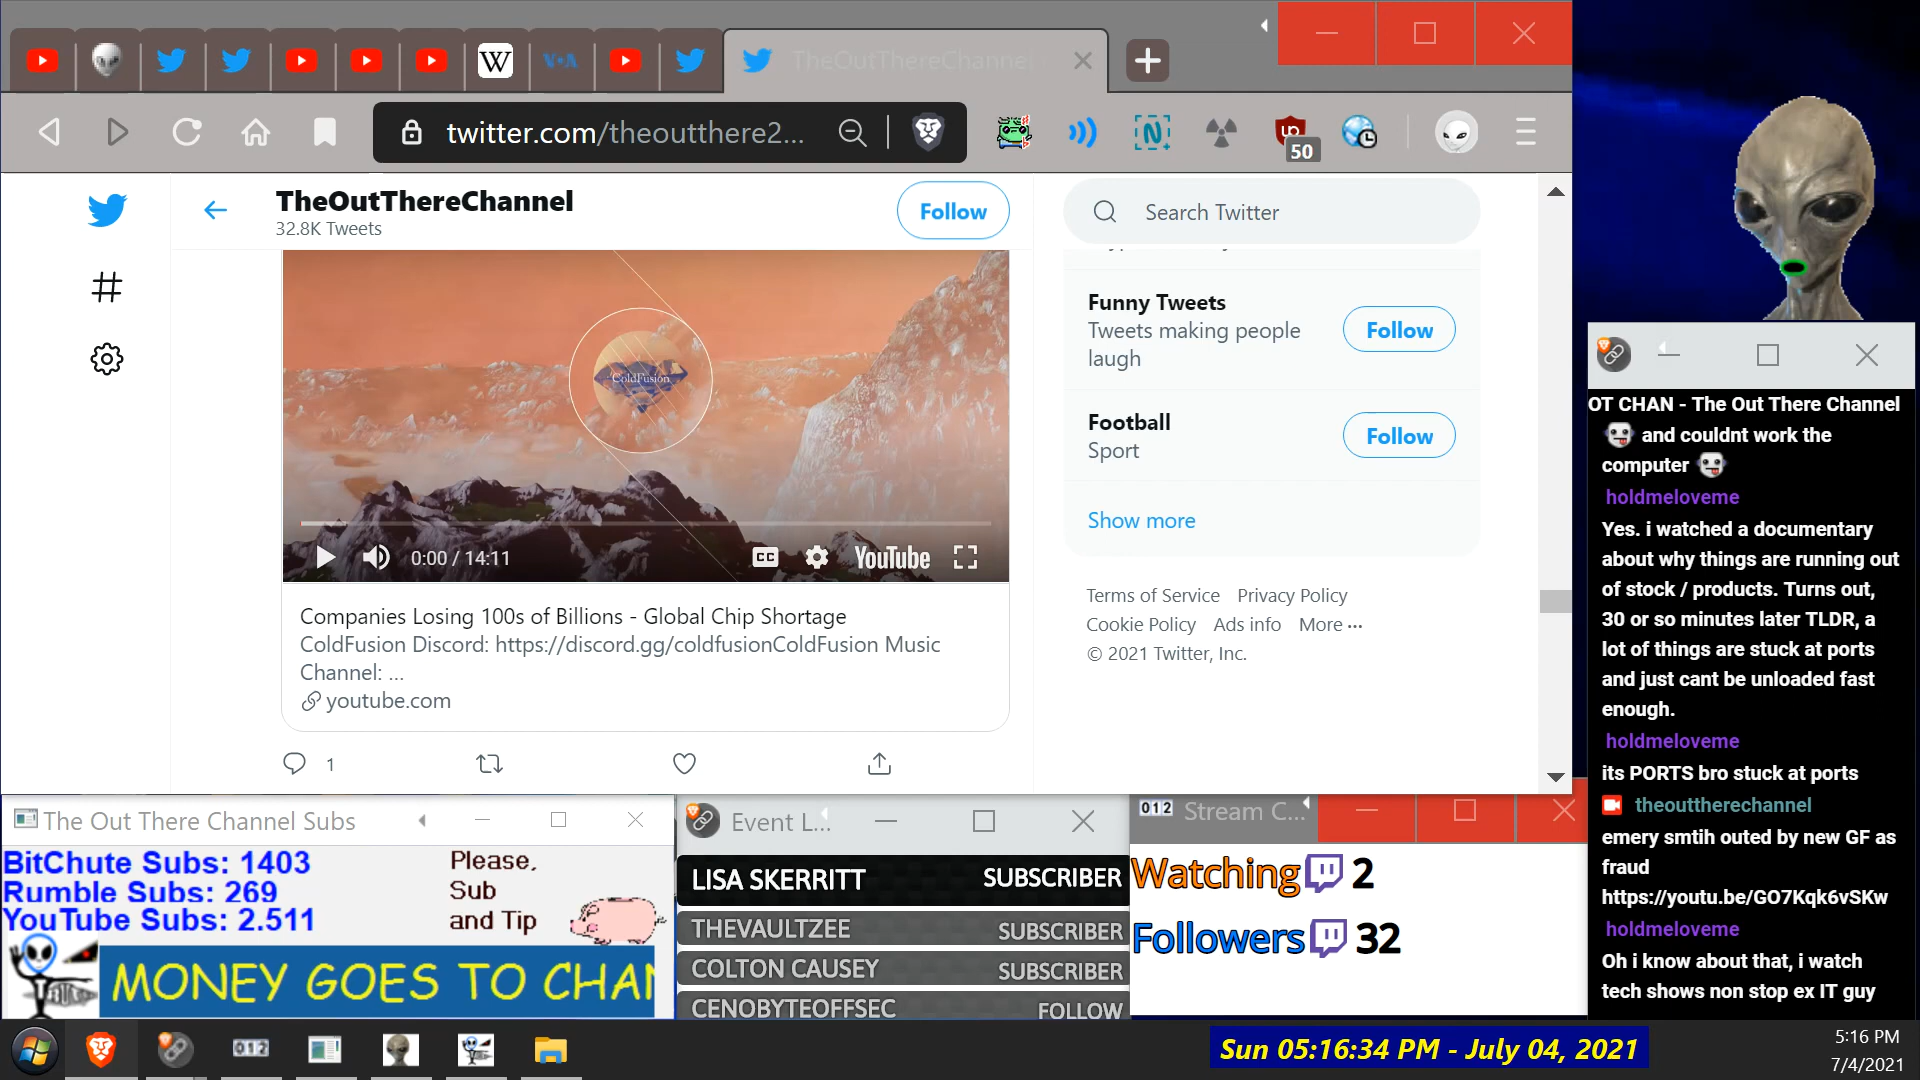 TheOutThereChannel
twitter.com/theoutthere2...
50
TheOutThereChannel
32.8K Tweets
Follow
Search Twitter
ColdFusion
0:00 / 14:11
CC
YouTube
Companies Losing 100s of Billions - Global Chip Shortage
ColdFusion Discord: https://discord.gg/coldfusionColdFusion Music
Channel: ...
youtube.com
1
Funny Tweets
Tweets making people
laugh
Follow
Football
Sport
Follow
Show more
Terms of Service Privacy Policy
Cookie Policy Ads info More ···
© 2021 Twitter, Inc.
OT CHAN - The Out There Channel
and couldnt work the
computer
holdmeloveme
Yes. i watched a documentary
about why things are running out
of stock / products. Turns out,
30 or so minutes later TLDR, a
lot of things are stuck at ports
and just cant be unloaded fast
enough.
holdmeloveme
its PORTS bro stuck at ports
theouttherechannel
emery smtih outed by new GF as
fraud
https://youtu.be/GO7Kqk6vSKw
holdmeloveme
Oh i know about that, i watch
tech shows non stop ex IT guy
The Out There Channel Subs
BitChute Subs: 1403
Rumble Subs: 269
YouTube Subs: 2.511
Please,
Sub
and Tip
MONEY GOES TO CHAN
Event L...
LISA SKERRITT SUBSCRIBER
THEVAULTZEE SUBSCRIBER
COLTON CAUSEY SUBSCRIBER
CENOBYTEOFFSEC FOLLOW
012 Stream C...
Watching 2
Followers 32
012
Sun 05:16:34 PM - July 04, 2021
5:16 PM
7/4/2021